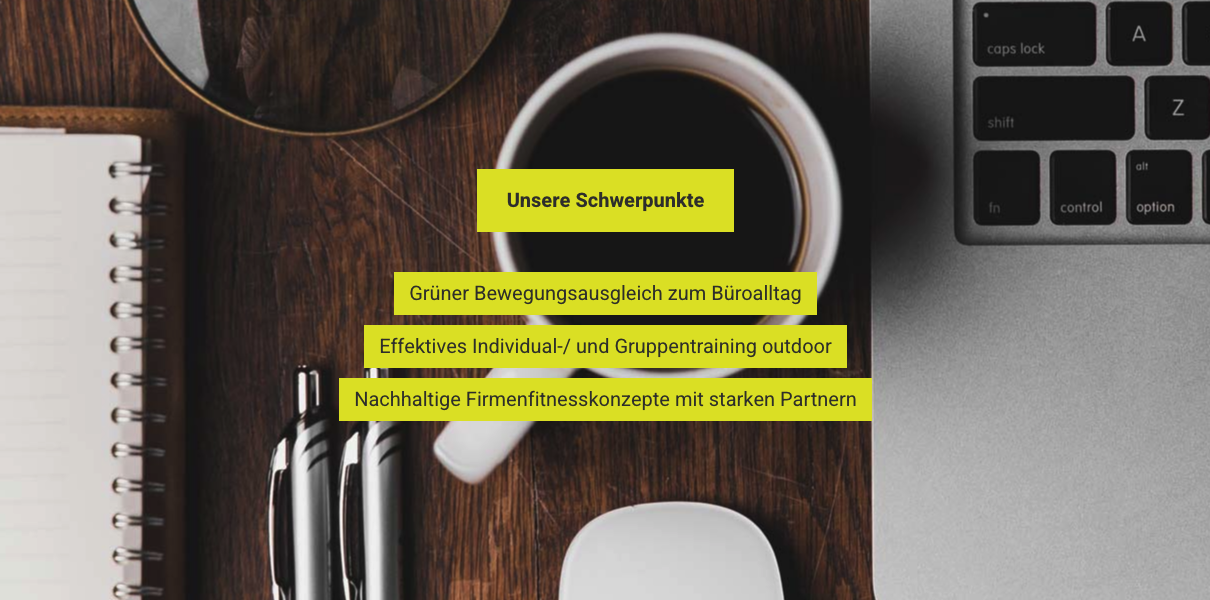 caps lock
A
shift
Z
alt
fn
control
option
Unsere Schwerpunkte
Grüner Bewegungsausgleich zum Büroalltag
Effektives Individual-/ und Gruppentraining outdoor
Nachhaltige Firmenfitnesskonzepte mit starken Partnern